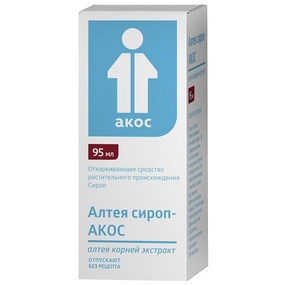 акос
95 мл
Отхаркивающее средство
растительного происхождения
Сироп
Алтея сироп-
АКОС
алтея корней экстракт
ОТПУСКАЮТ
БЕЗ РЕЦЕПТА